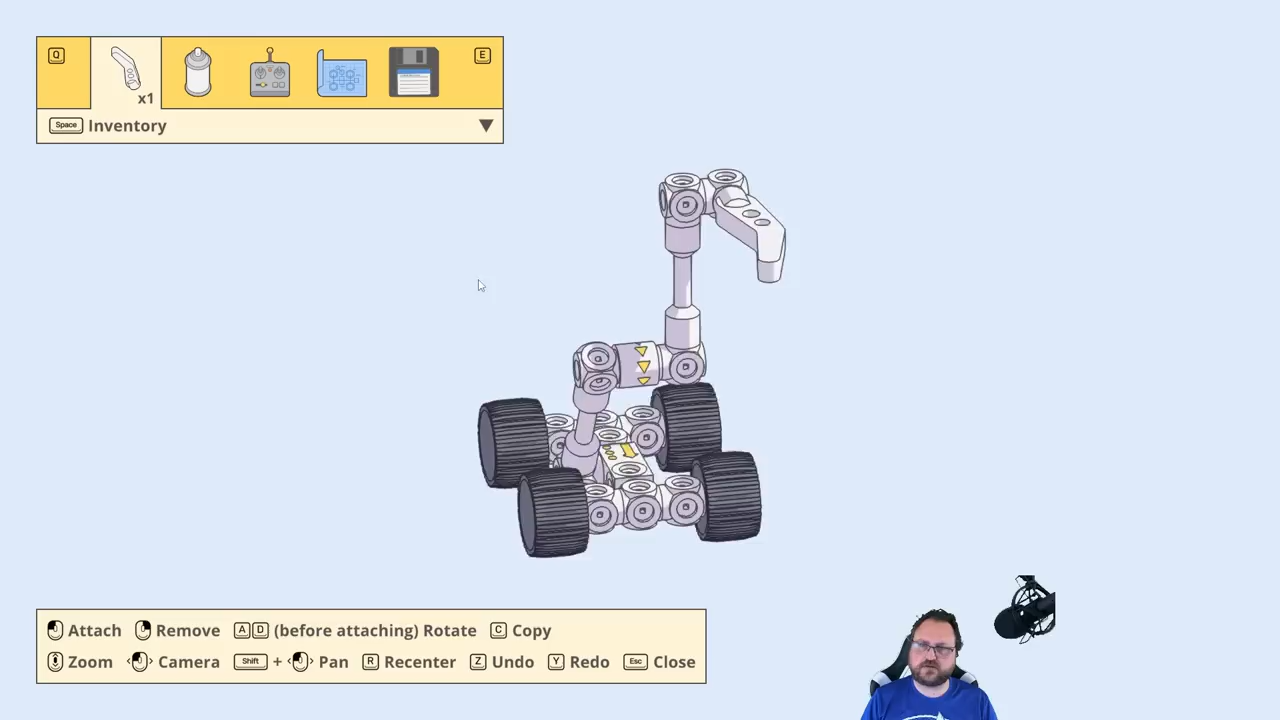 Q
E
x1
Space Inventory
Attach Remove A D (before attaching) Rotate C Copy
Zoom Camera Shift + Pan R Recenter Z Undo Y Redo Esc Close